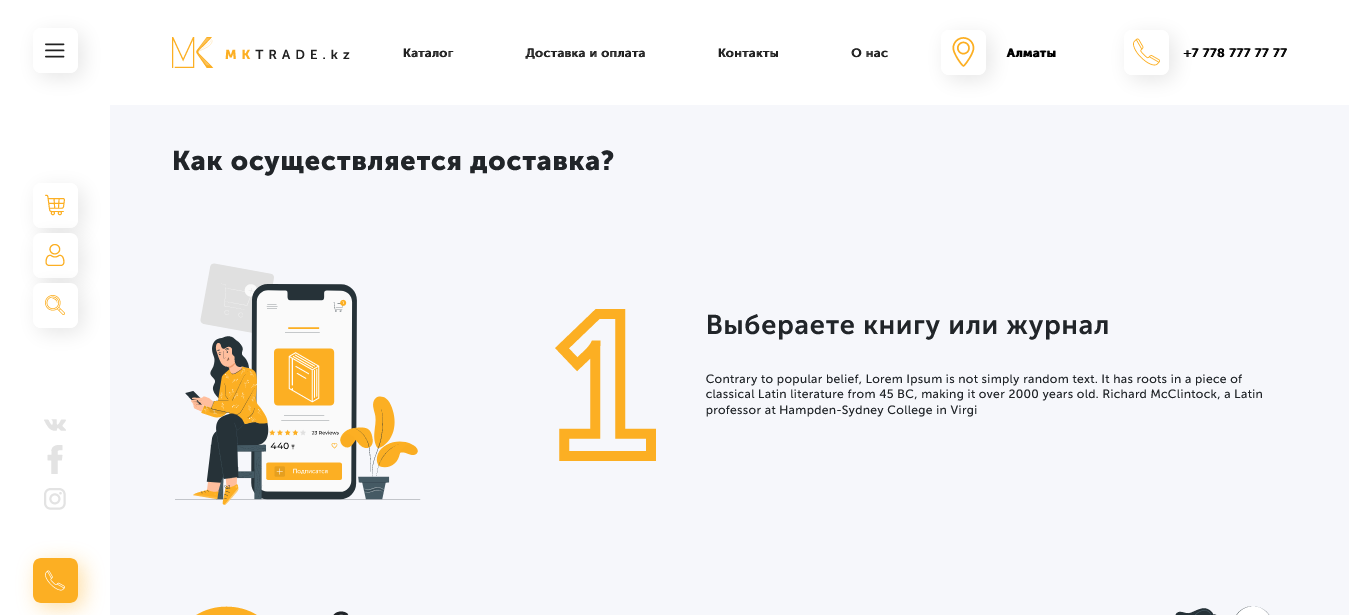 MKTRADE.kz
Каталог
Доставка и оплата
Контакты
О нас
Алматы
+7 778 777 77 77
Как осуществляется доставка?
23 Reviews
440 ₸
Подписатся
1
Выбераете книгу или журнал
Contrary to popular belief, Lorem Ipsum is not simply random text. It has roots in a piece of
classical Latin literature from 45 BC, making it over 2000 years old. Richard McClintock, a Latin
professor at Hampden-Sydney College in Virgi